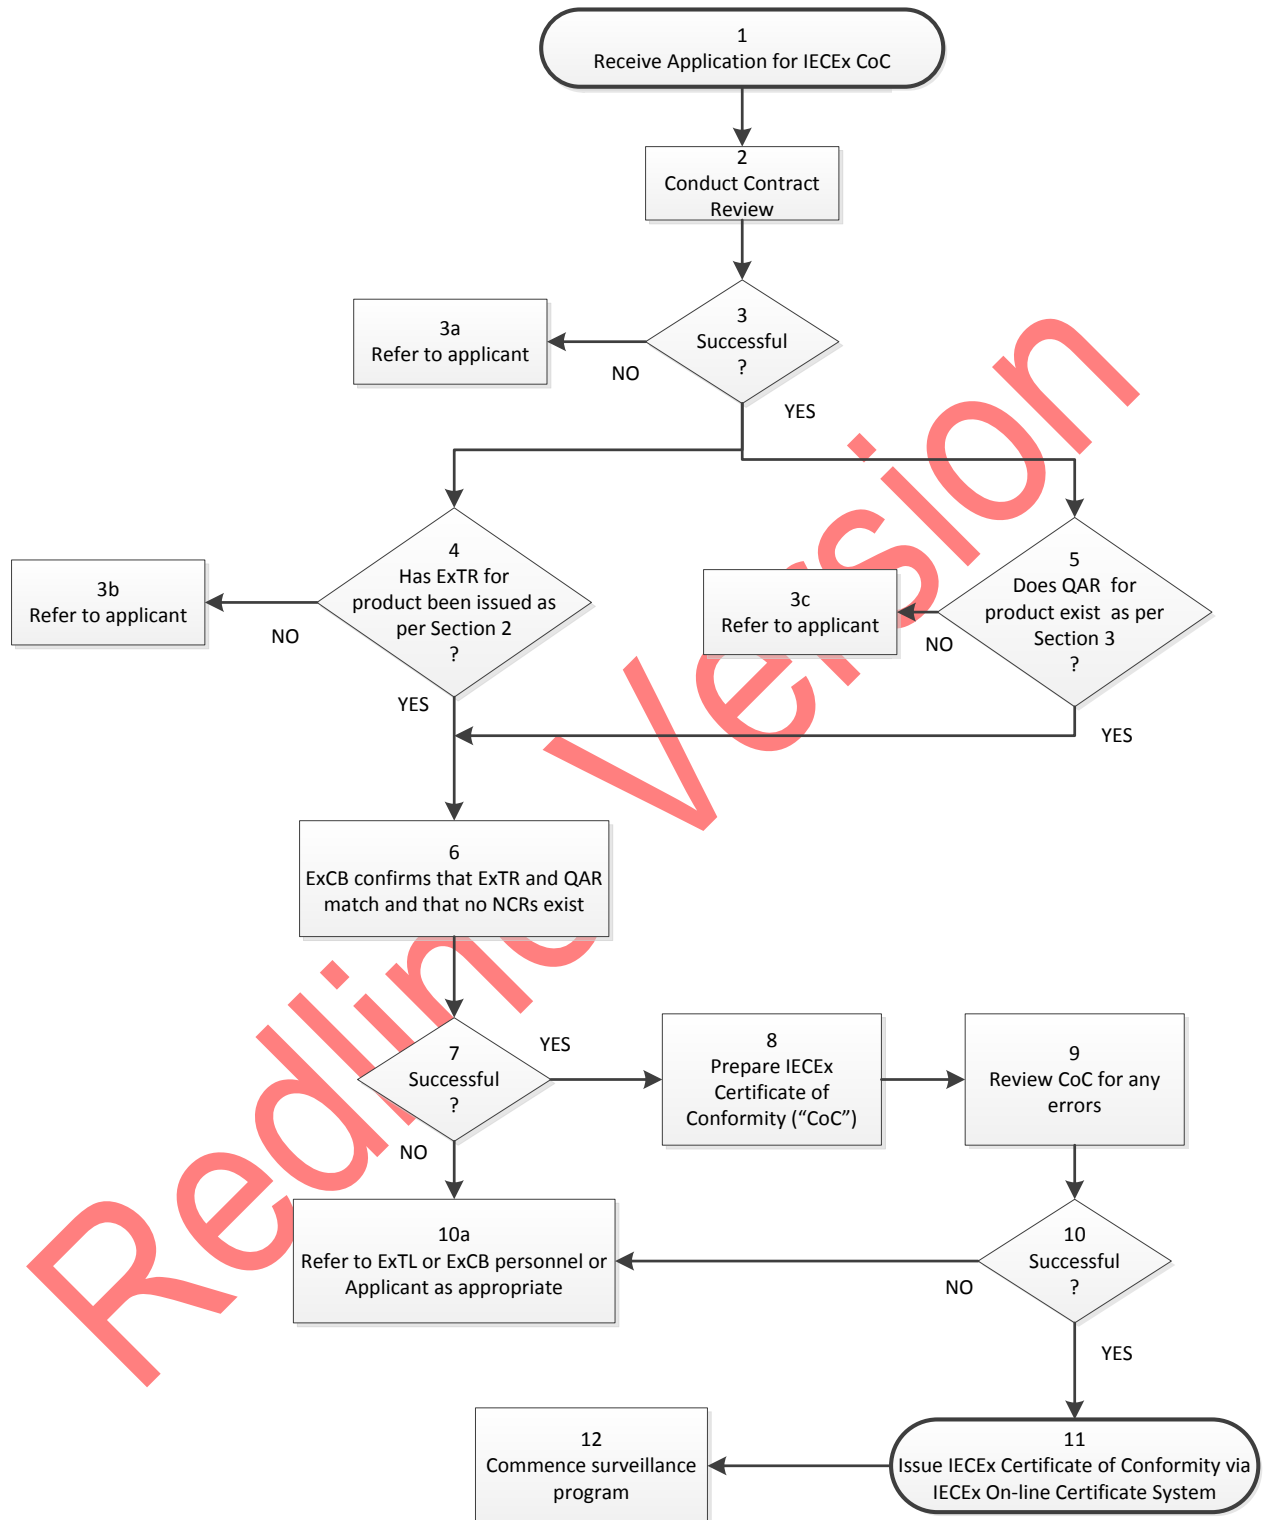 1
Receive Application for IECEx CoC
2
Conduct Contract
Review
3
Successful
?
3a
Refer to applicant
NO
YES
4
Has ExTR for
product been issued as
per Section 2
?
3b
Refer to applicant
NO
YES
5
Does QAR for
product exist as per
Section 3
?
3c
Refer to applicant
NO
YES
6
ExCB confirms that ExTR and QAR
match and that no NCRs exist
7
Successful
?
YES
NO
8
Prepare IECEx
Certificate of
Conformity (“CoC”)
9
Review CoC for any
errors
10
Successful
?
NO
YES
10a
Refer to ExTL or ExCB personnel or
Applicant as appropriate
11
Issue IECEx Certificate of Conformity via
IECEx On-line Certificate System
12
Commence surveillance
program
Redline Version